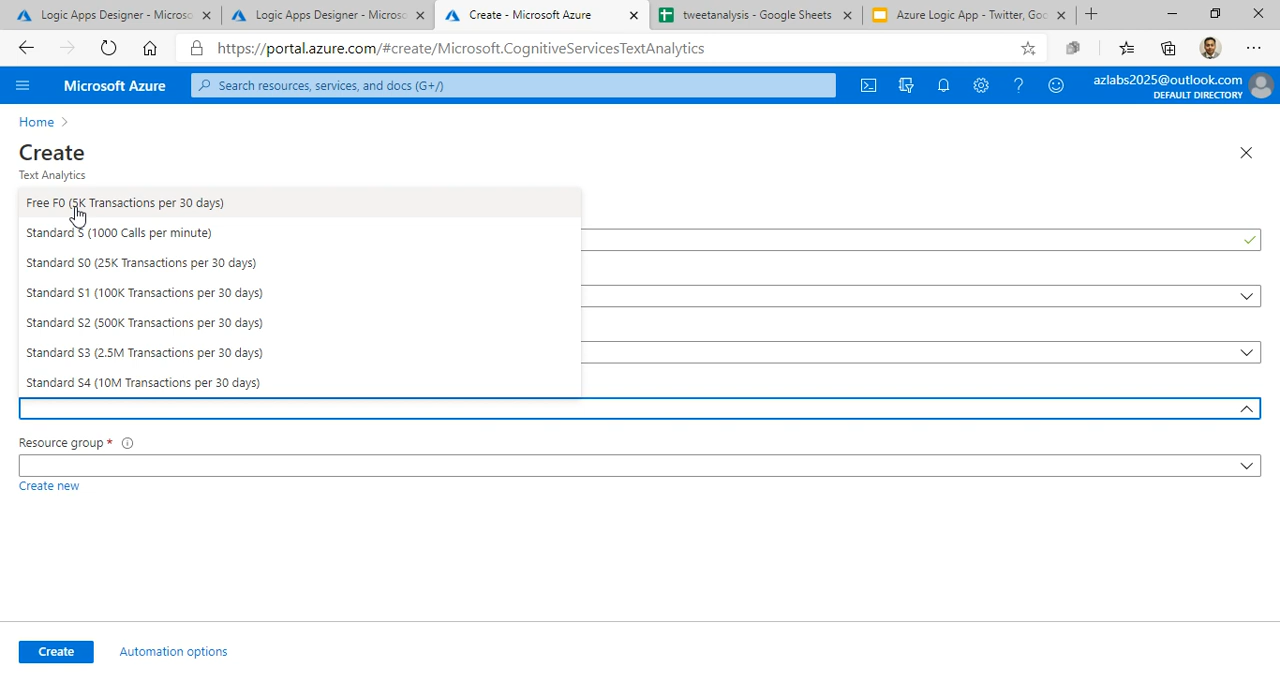 Logic Apps Designer - Microso
Logic Apps Designer - Microso
Create - Microsoft Azure
tweetanalysis - Google Sheets
Azure Logic App - Twitter, Goo
https://portal.azure.com/#create/Microsoft.CognitiveServicesTextAnalytics
Microsoft Azure
Search resources, services, and docs (G+/)
azlabs2025@outlook.com
DEFAULT DIRECTORY
Home
Create
Text Analytics
Free F0 (5K Transactions per 30 days)
Standard S (1000 Calls per minute)
Standard S0 (25K Transactions per 30 days)
Standard S1 (100K Transactions per 30 days)
Standard S2 (500K Transactions per 30 days)
Standard S3 (2.5M Transactions per 30 days)
Standard S4 (10M Transactions per 30 days)
Resource group *
Create new
Create
Automation options